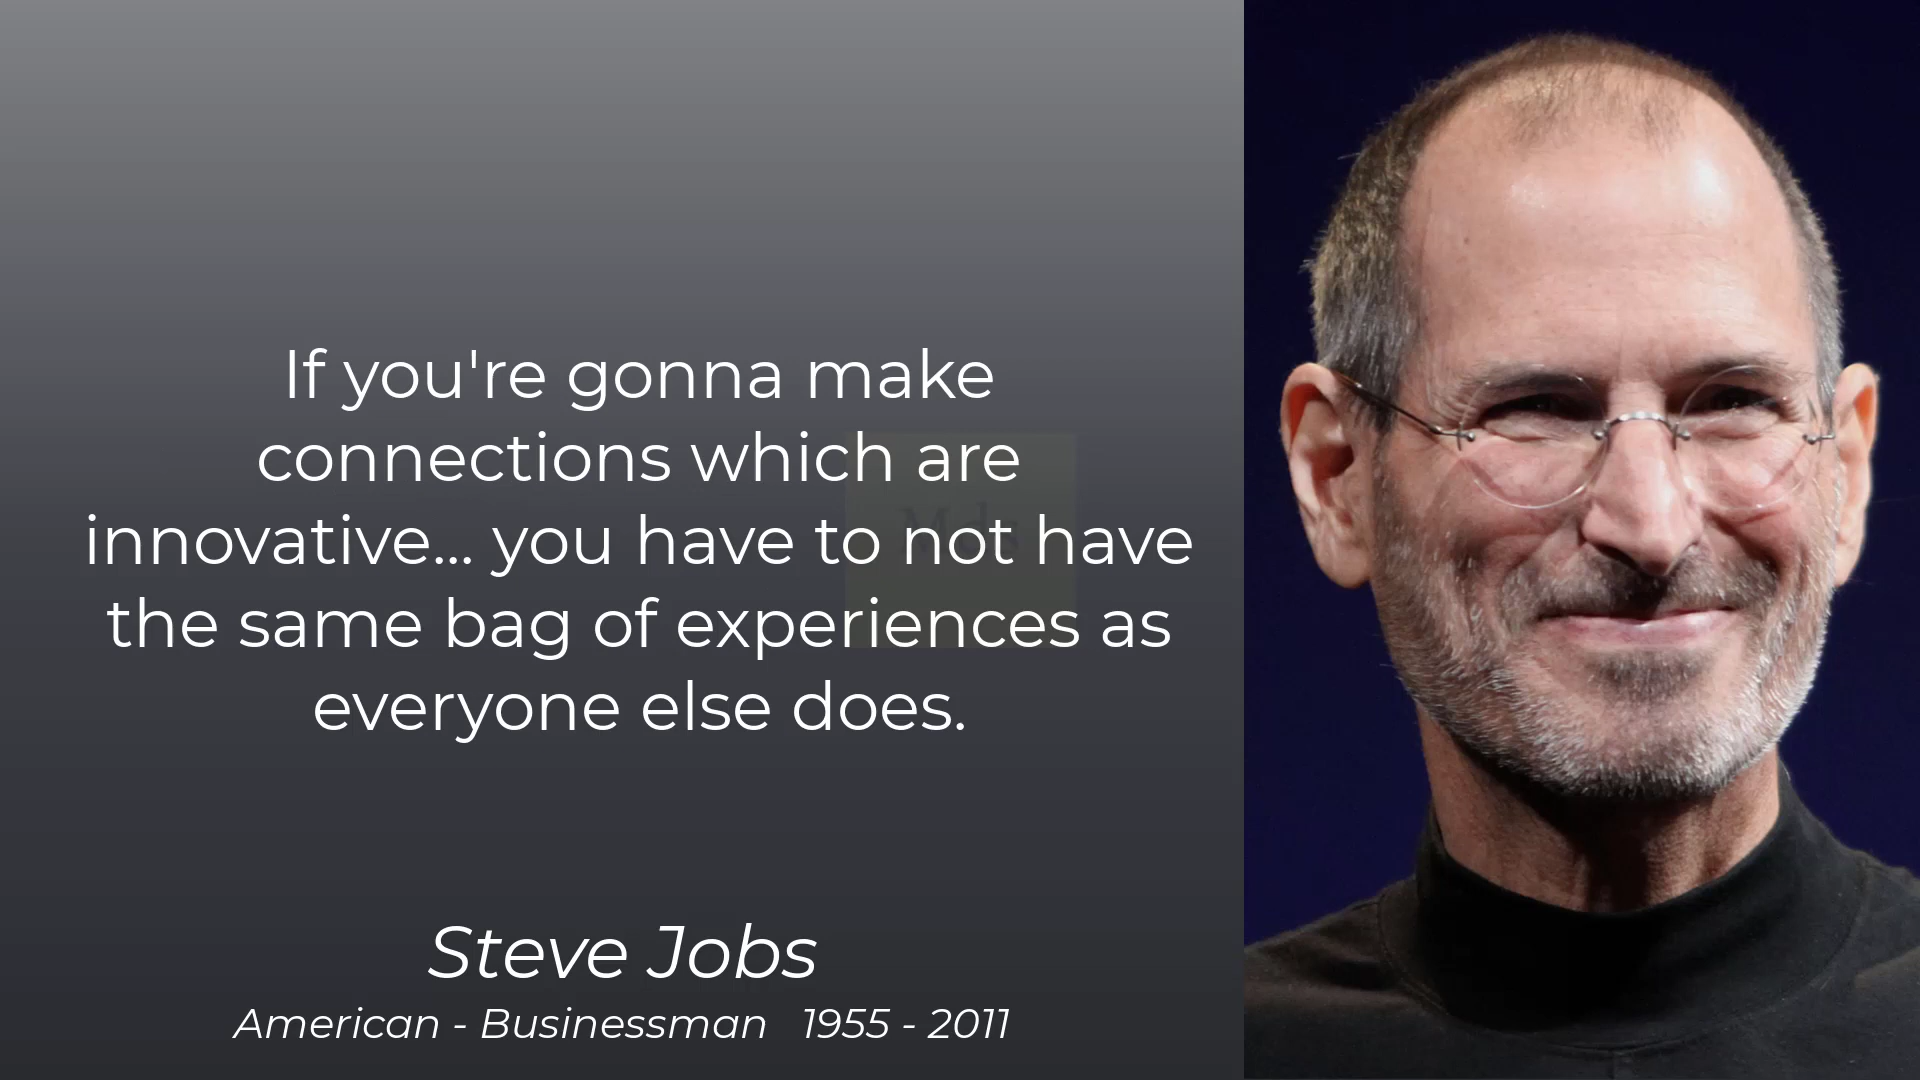 If you're gonna make
connections which are
innovative... you have to not have
the same bag of experiences as
everyone else does.
Steve Jobs
American - Businessman 1955 - 2011